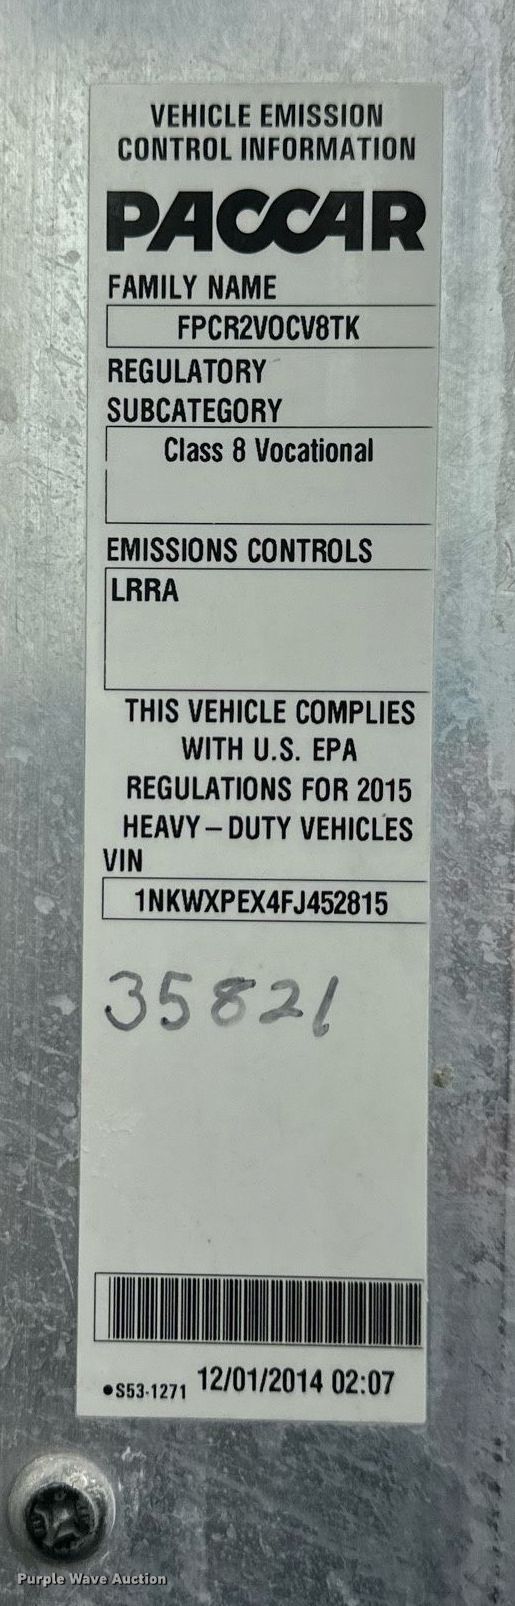 VEHICLE EMISSION
CONTROL INFORMATION
PACCAR
FAMILY NAME
FPCR2VOCV8TK
REGULATORY
SUBCATEGORY
Class 8 Vocational
EMISSIONS CONTROLS
LRRA
THIS VEHICLE COMPLIES
WITH U.S. EPA
REGULATIONS FOR 2015
HEAVY-DUTY VEHICLES
VIN
1NKWXPEX4FJ452815
35821
•S53-1271 12/01/2014 02:07
Purple Wave Auction